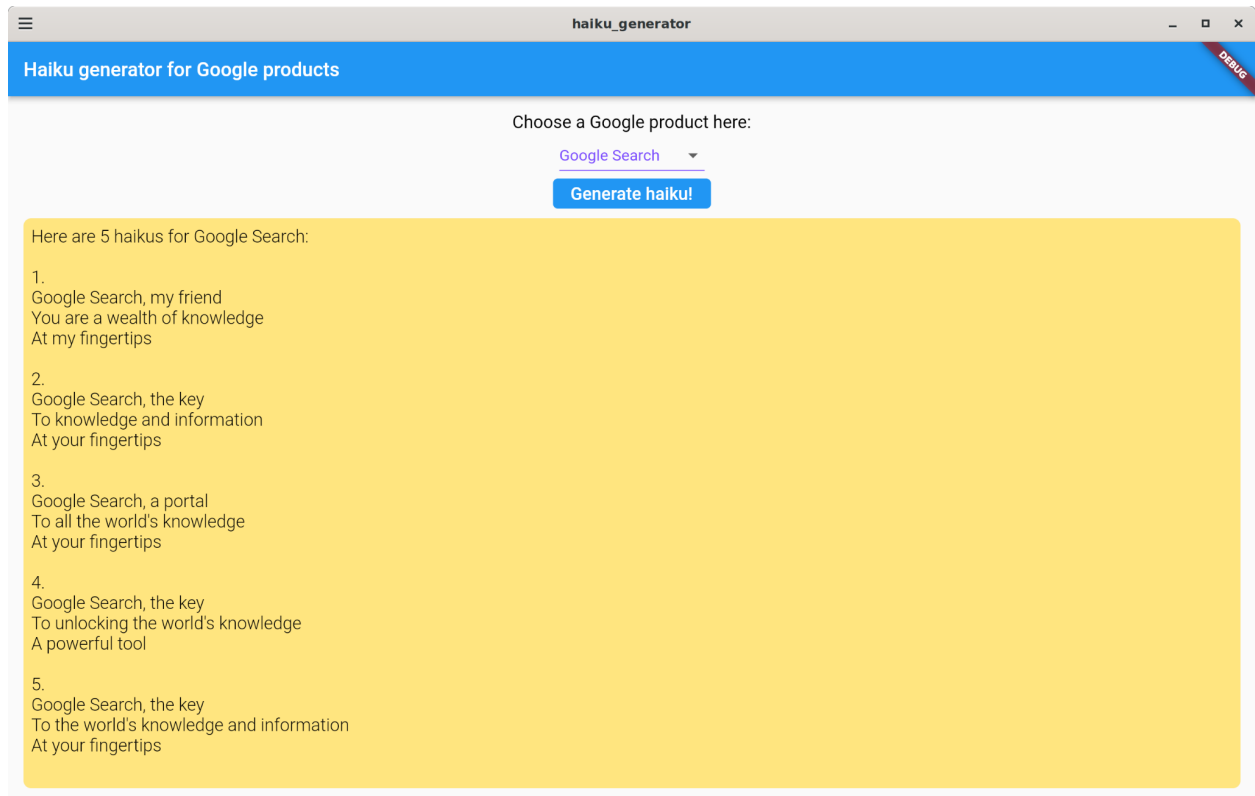 haiku_generator
Haiku generator for Google products
DEBUG
Choose a Google product here:
Google Search
Generate haiku!
Here are 5 haikus for Google Search:
1.
Google Search, my friend
You are a wealth of knowledge
At my fingertips
2.
Google Search, the key
To knowledge and information
At your fingertips
3.
Google Search, a portal
To all the world's knowledge
At your fingertips
4.
Google Search, the key
To unlocking the world's knowledge
A powerful tool
5.
Google Search, the key
To the world's knowledge and information
At your fingertips